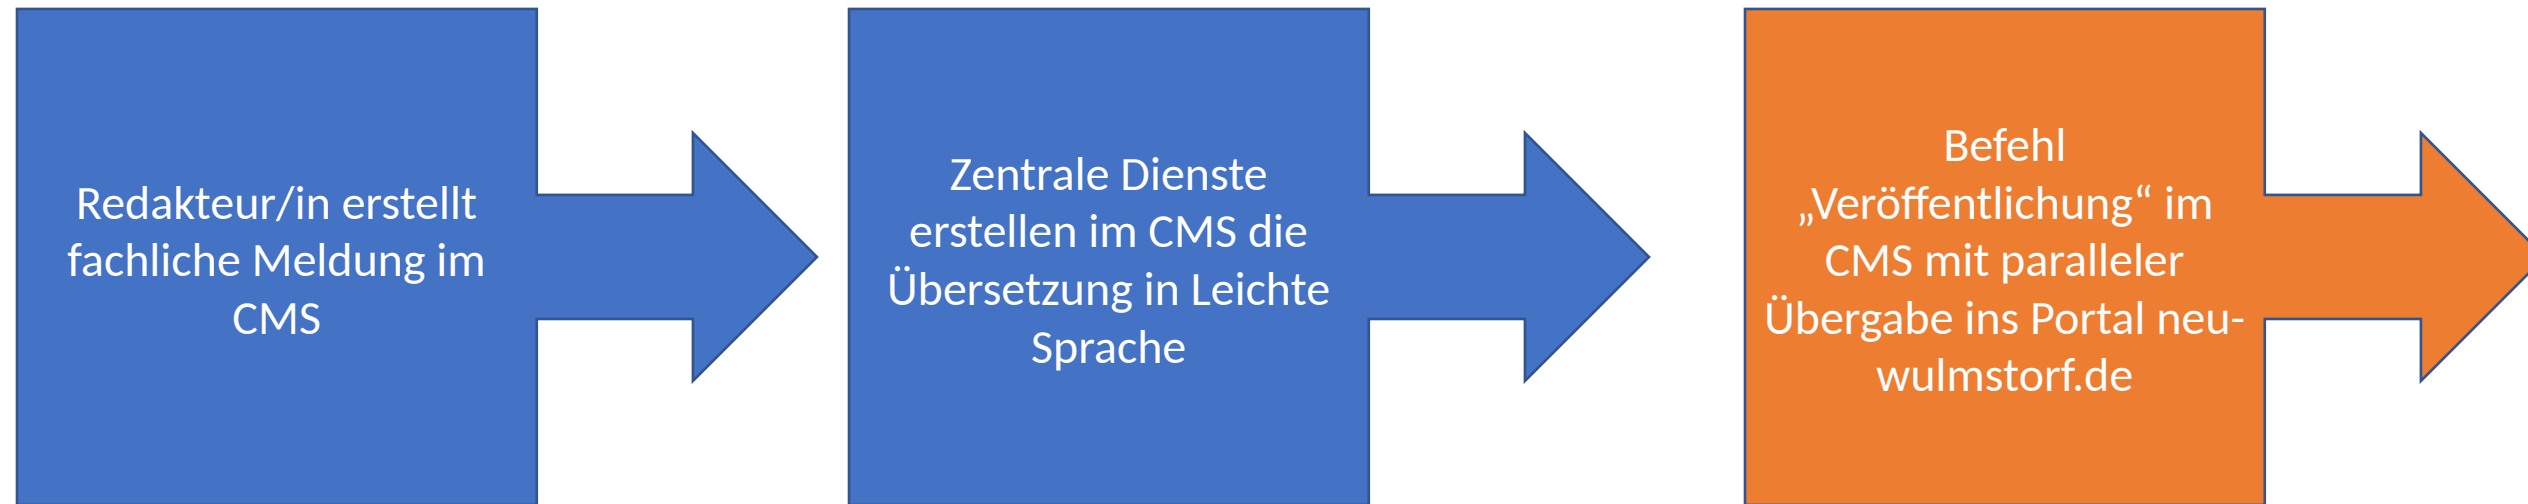 Redakteur/in erstellt
fachliche Meldung im
CMS
Zentrale Dienste
erstellen im CMS die
Übersetzung in Leichte
Sprache
Befehl
„Veröffentlichung“ im
CMS mit paralleler
Übergabe ins Portal neu-
wulmstorf.de